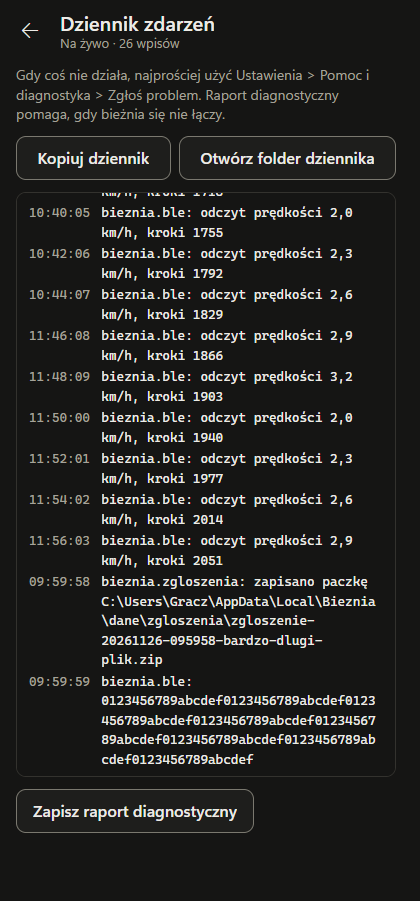 Dziennik zdarzeń
Na żywo · 26 wpisów
Gdy coś nie działa, najprościej użyć Ustawienia > Pomoc i
diagnostyka > Zgłoś problem. Raport diagnostyczny
pomaga, gdy bieżnia się nie łączy.
Kopiuj dziennik
Otwórz folder dziennika
km/h, kroki 1718
10:40:05 bieznia.ble: odczyt prędkości 2,0
km/h, kroki 1755
10:42:06 bieznia.ble: odczyt prędkości 2,3
km/h, kroki 1792
10:44:07 bieznia.ble: odczyt prędkości 2,6
km/h, kroki 1829
11:46:08 bieznia.ble: odczyt prędkości 2,9
km/h, kroki 1866
11:48:09 bieznia.ble: odczyt prędkości 3,2
km/h, kroki 1903
11:50:00 bieznia.ble: odczyt prędkości 2,0
km/h, kroki 1940
11:52:01 bieznia.ble: odczyt prędkości 2,3
km/h, kroki 1977
11:54:02 bieznia.ble: odczyt prędkości 2,6
km/h, kroki 2014
11:56:03 bieznia.ble: odczyt prędkości 2,9
km/h, kroki 2051
09:59:58 bieznia.zgloszenia: zapisano paczkę
C:\Users\Gracz\AppData\Local\Bieznia
\dane\zgloszenia\zgloszenie-
20261126-095958-bardzo-dlugi-
plik.zip
09:59:59 bieznia.ble:
0123456789abcdef0123456789abcdef0123
456789abcdef0123456789abcdef01234567
89abcdef0123456789abcdef0123456789ab
cdef0123456789abcdef
Zapisz raport diagnostyczny